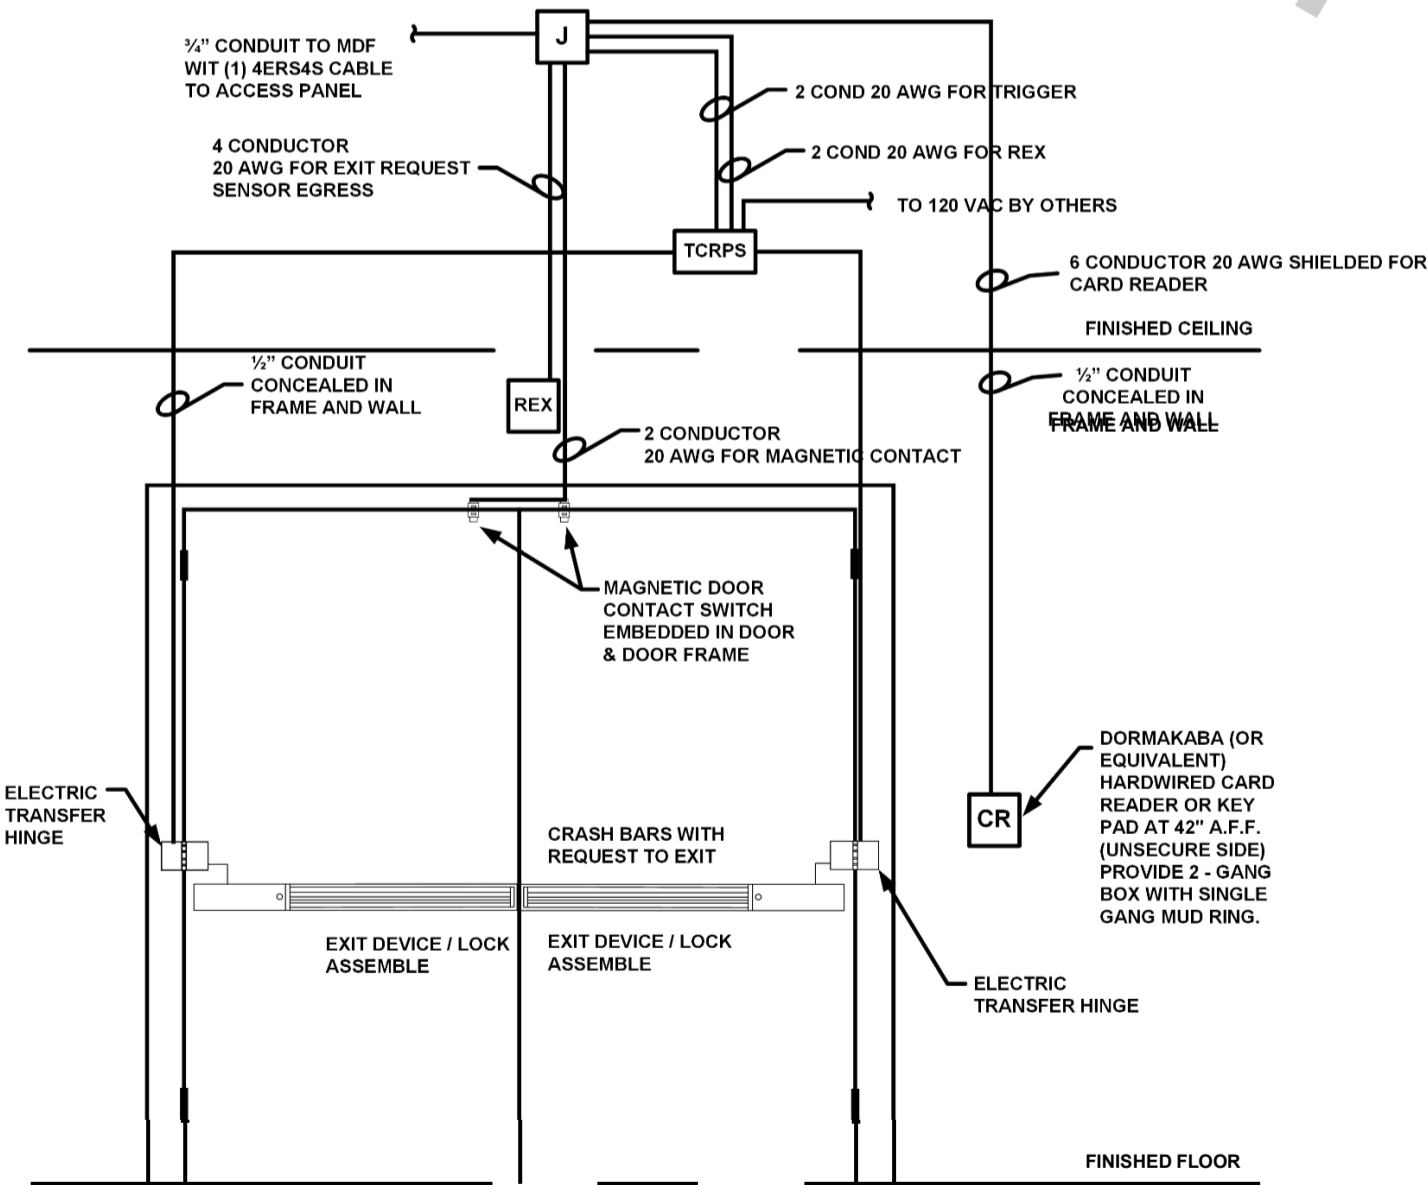 J
¾” CONDUIT TO MDF
WIT (1) 4ERS4S CABLE
TO ACCESS PANEL
2 COND 20 AWG FOR TRIGGER
4 CONDUCTOR
20 AWG FOR EXIT REQUEST
SENSOR EGRESS
2 COND 20 AWG FOR REX
TO 120 VAC BY OTHERS
TCRPS
6 CONDUCTOR 20 AWG SHIELDED FOR
CARD READER
FINISHED CEILING
½” CONDUIT
CONCEALED IN
FRAME AND WALL
REX
½” CONDUIT
CONCEALED IN
FRAME AND WALL
FRAME AND WALL
2 CONDUCTOR
20 AWG FOR MAGNETIC CONTACT
MAGNETIC DOOR
CONTACT SWITCH
EMBEDDED IN DOOR
& DOOR FRAME
DORMAKABA (OR
EQUIVALENT)
HARDWIRED CARD
READER OR KEY
PAD AT 42" A.F.F.
(UNSECURE SIDE)
PROVIDE 2 - GANG
BOX WITH SINGLE
GANG MUD RING.
CR
ELECTRIC
TRANSFER
HINGE
CRASH BARS WITH
REQUEST TO EXIT
EXIT DEVICE / LOCK
ASSEMBLE
EXIT DEVICE / LOCK
ASSEMBLE
ELECTRIC
TRANSFER HINGE
FINISHED FLOOR